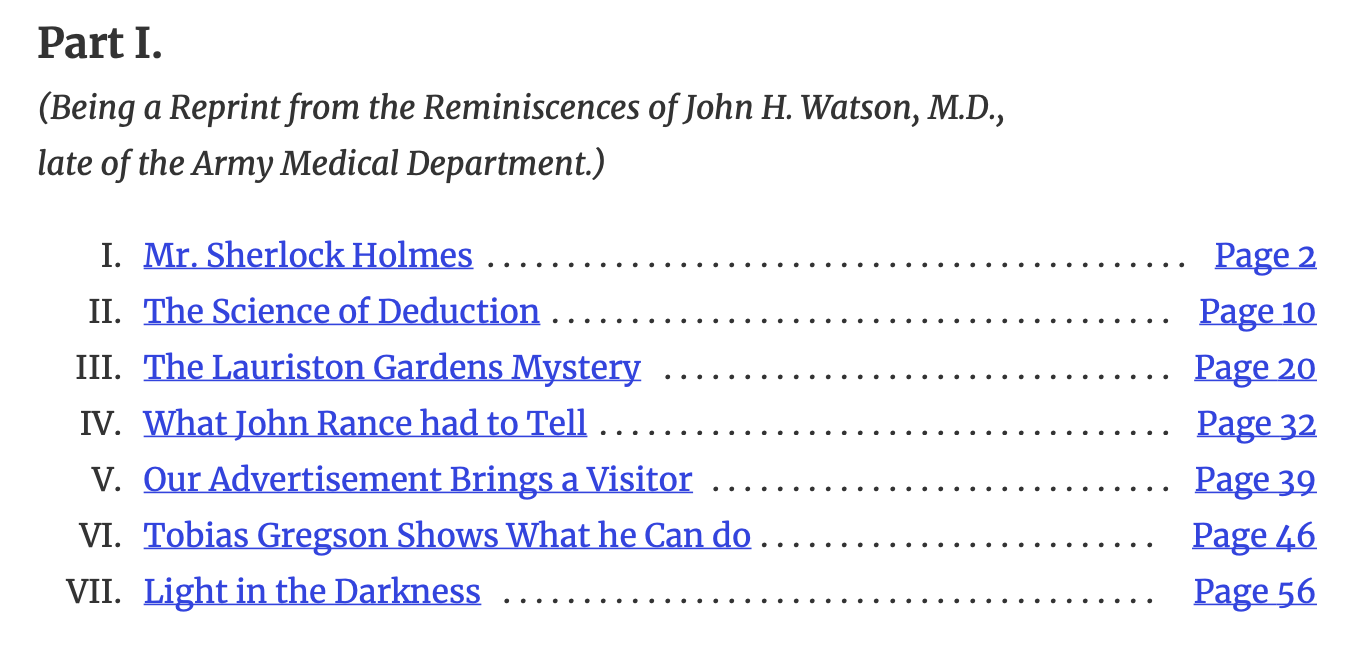 Part I.
(Being a Reprint from the Reminiscences of John H. Watson, M.D.,
late of the Army Medical Department.)
I. Mr. Sherlock Holmes . . . . . . . . . . . . . . . . . . . . . . . . . . . . . . . . . . . . . . . . . . . . Page 2
II. The Science of Deduction . . . . . . . . . . . . . . . . . . . . . . . . . . . . . . . . . . . . . . . Page 10
III. The Lauriston Gardens Mystery . . . . . . . . . . . . . . . . . . . . . . . . . . . . . . . . Page 20
IV. What John Rance had to Tell . . . . . . . . . . . . . . . . . . . . . . . . . . . . . . . . . . . . Page 32
V. Our Advertisement Brings a Visitor . . . . . . . . . . . . . . . . . . . . . . . . . . . . . Page 39
VI. Tobias Gregson Shows What he Can do . . . . . . . . . . . . . . . . . . . . . . . . . Page 46
VII. Light in the Darkness . . . . . . . . . . . . . . . . . . . . . . . . . . . . . . . . . . . . . . . . . Page 56